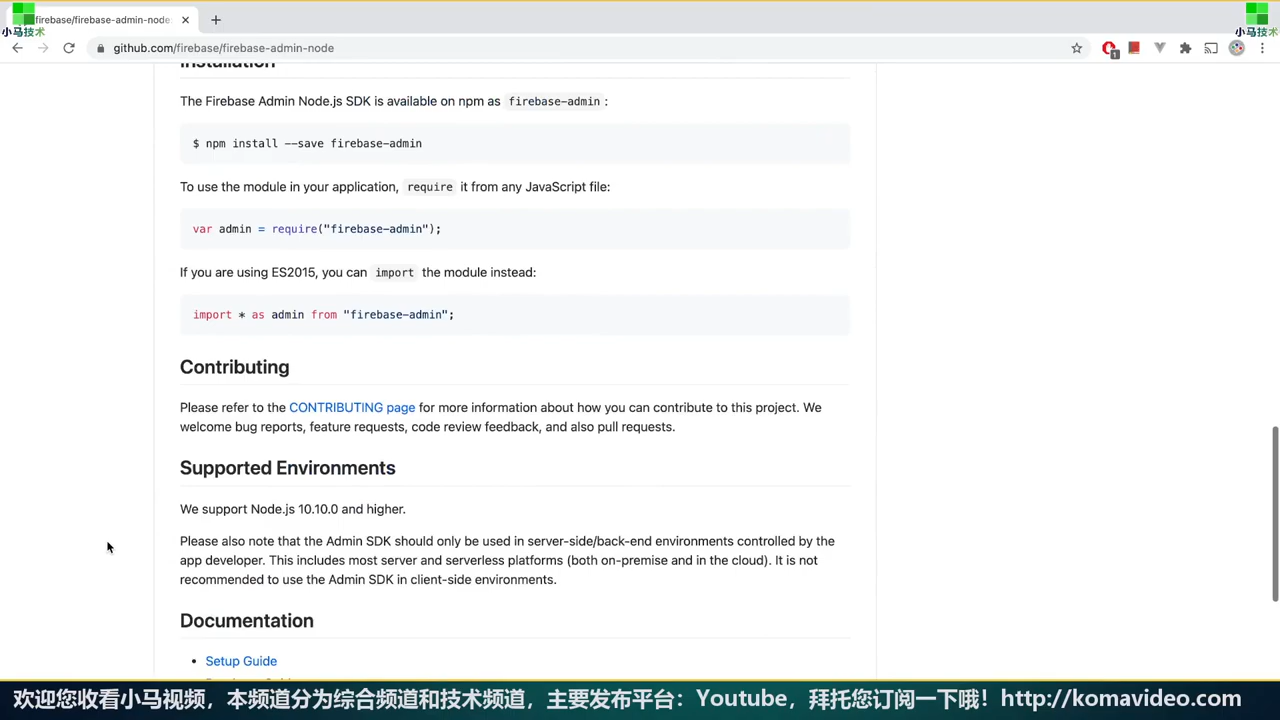 firebase/firebase-admin-node:
小马技术
小马技术
github.com/firebase/firebase-admin-node
1
Installation
The Firebase Admin Node.js SDK is available on npm as firebase-admin :
$ npm install --save firebase-admin
To use the module in your application, require it from any JavaScript file:
var admin = require("firebase-admin");
If you are using ES2015, you can import the module instead:
import * as admin from "firebase-admin";
Contributing
Please refer to the CONTRIBUTING page for more information about how you can contribute to this project. We
welcome bug reports, feature requests, code review feedback, and also pull requests.
Supported Environments
We support Node.js 10.10.0 and higher.
Please also note that the Admin SDK should only be used in server-side/back-end environments controlled by the
app developer. This includes most server and serverless platforms (both on-premise and in the cloud). It is not
recommended to use the Admin SDK in client-side environments.
Documentation
• Setup Guide
欢迎您收看小马视频，本频道分为综合频道和技术频道，主要发布平台：Youtube，拜托您订阅一下哦！http://komavideo.com